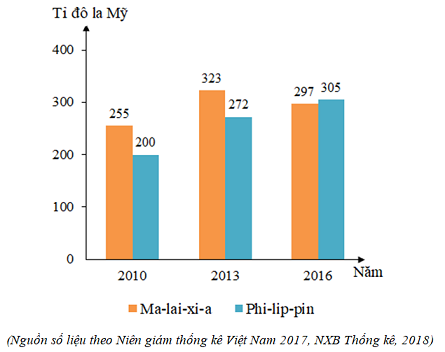 Tỉ đô la Mỹ
400
300
200
100
0
255
200
323
272
297
305
2010
2013
2016
Năm
Ma-lai-xi-a
Phi-lip-pin
(Nguồn số liệu theo Niên giám thống kê Việt Nam 2017, NXB Thống kê, 2018)